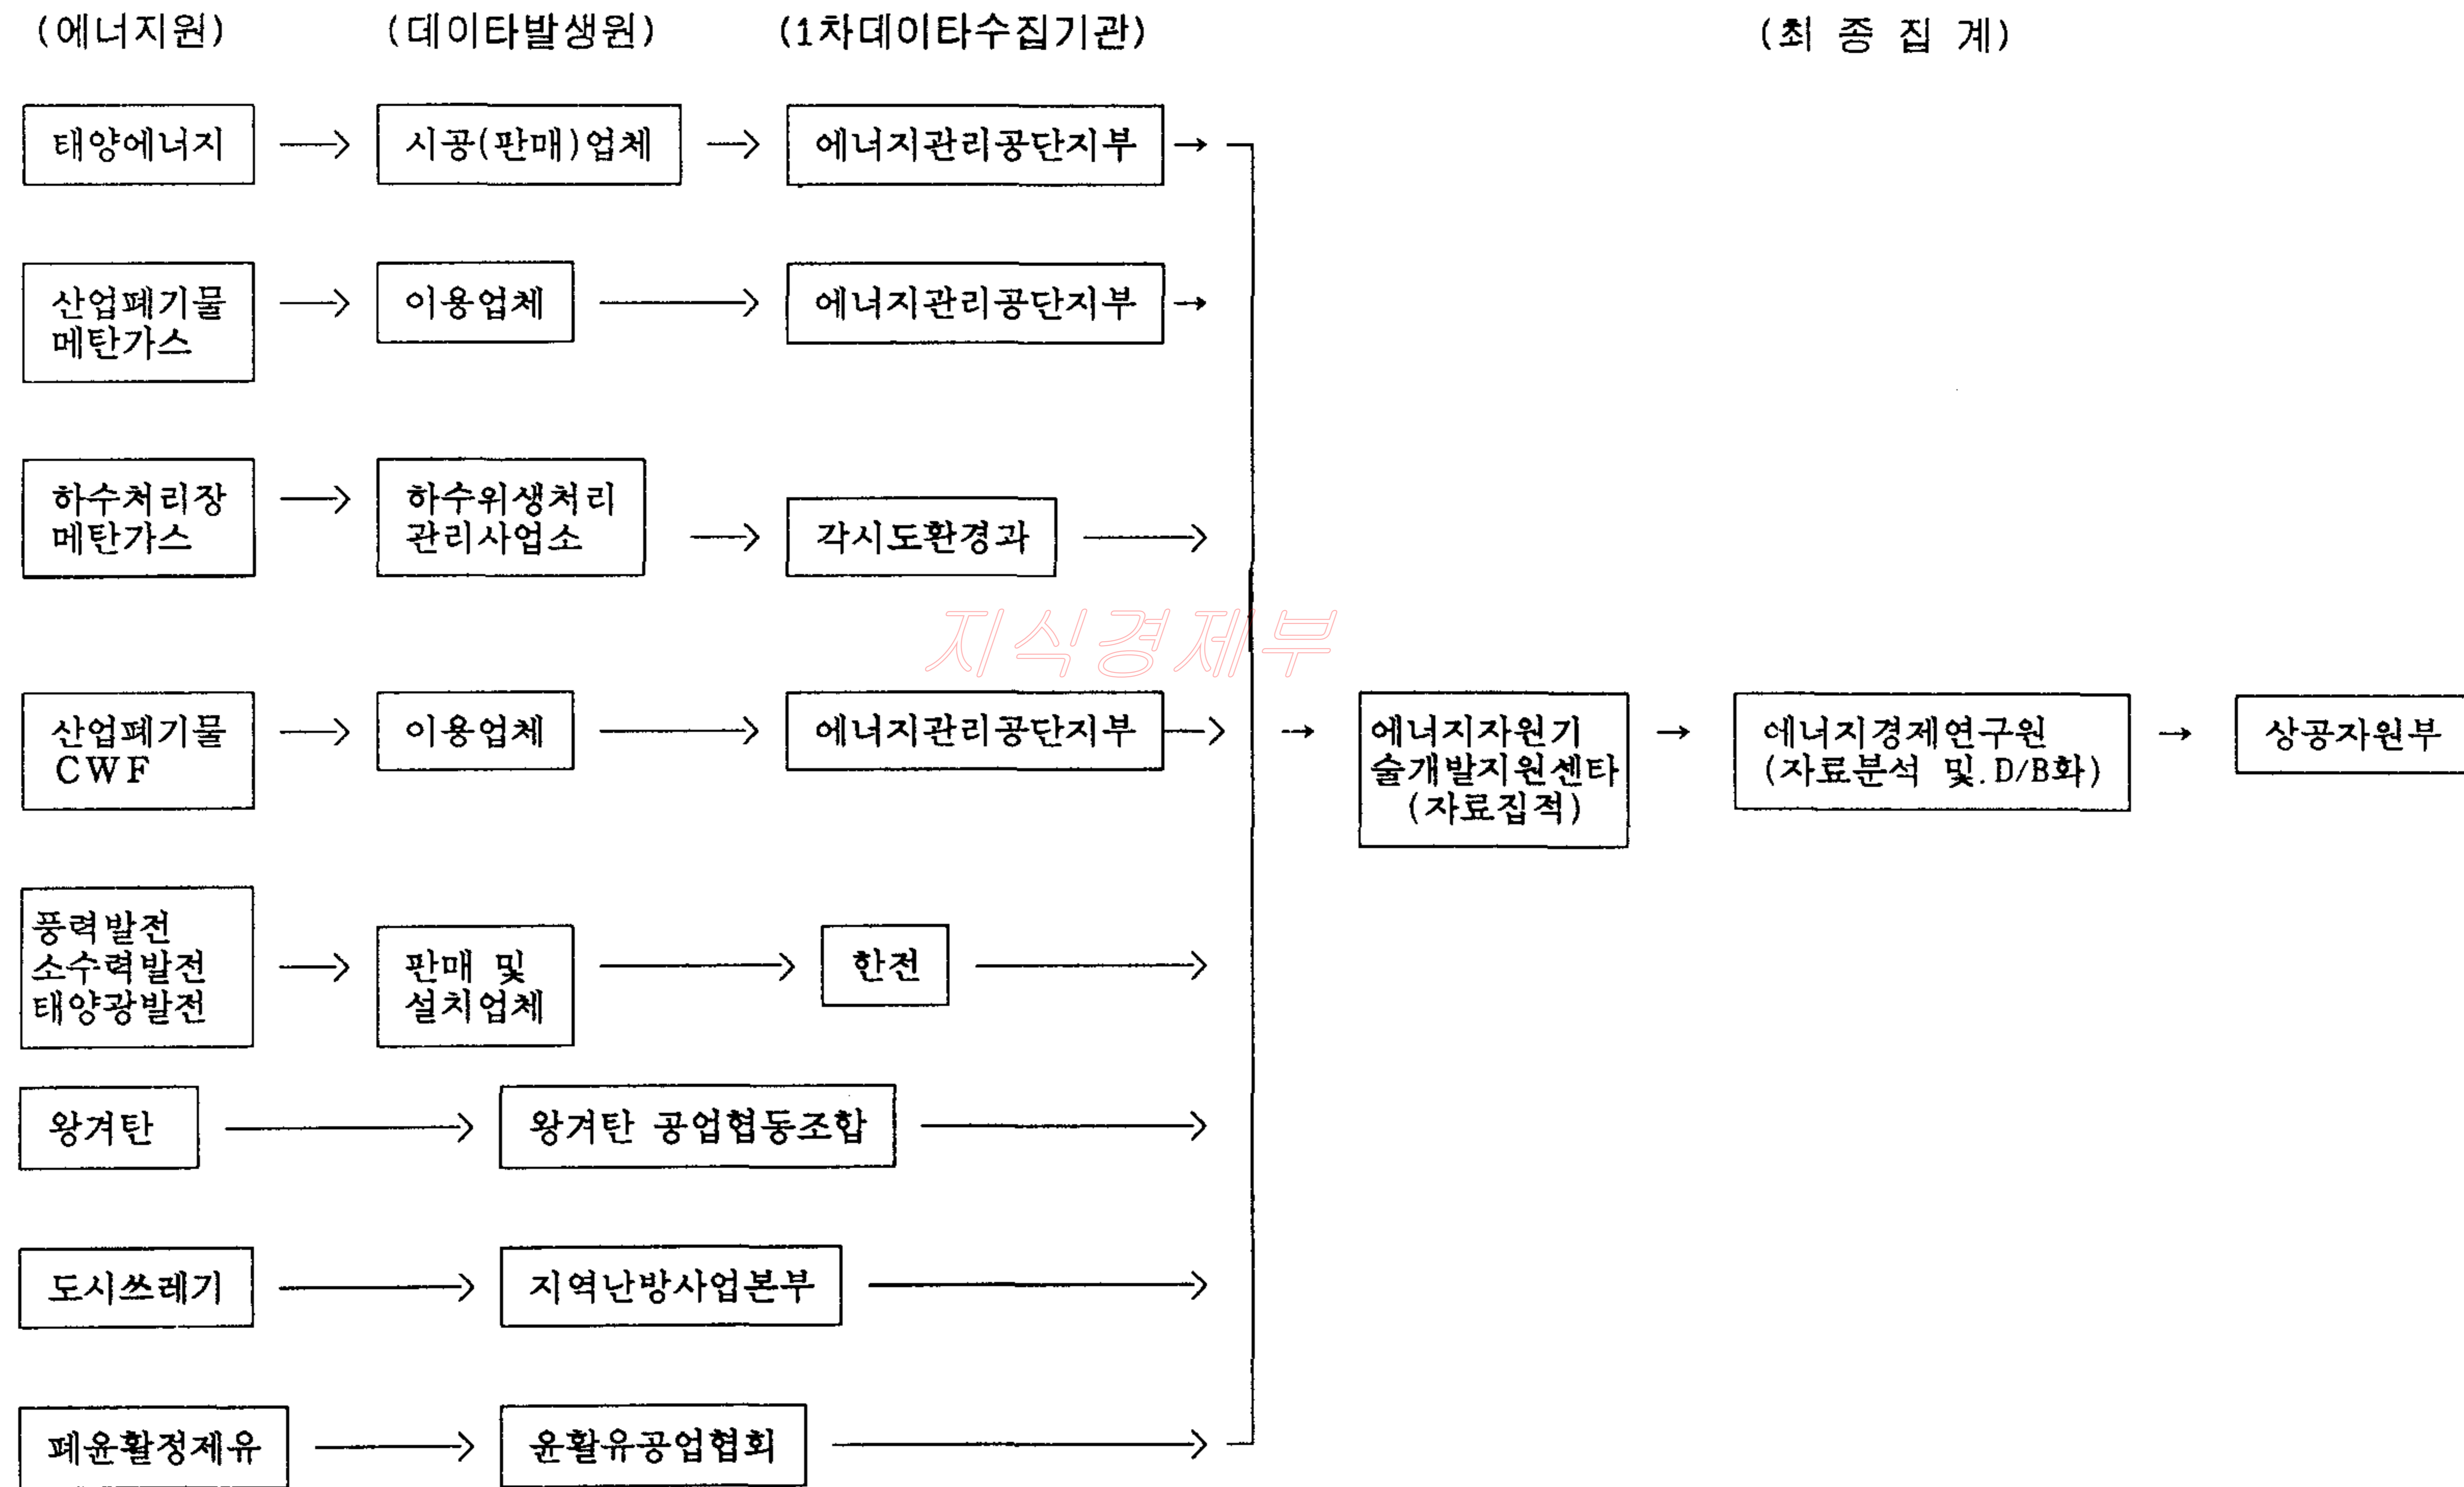 (에너지원) (데이타발생원) (1차데이타수집기관) (최 종 집 계)
태양에너지 → 시공(판매)업체 → 에너지관리공단지부 →
산업폐기물 → 이용업체 → 에너지관리공단지부 →
메탄가스
하수처리장 → 하수위생처리
메탄가스 관리사업소 → 각시도환경과 →
지식경제부
산업폐기물 → 이용업체 → 에너지관리공단지부 → → 에너지자원기 → 에너지경제연구원 → 상공자원부
CWF 술개발지원센타 (자료분석 및.D/B화)
(자료집적)
풍력발전
소수력발전 → 판매 및 → 한전 →
태양광발전 설치업체
왕겨탄 → 왕겨탄 공업협동조합 →
도시쓰레기 → 지역난방사업본부 →
폐윤활정제유 → 윤활유공업협회 →